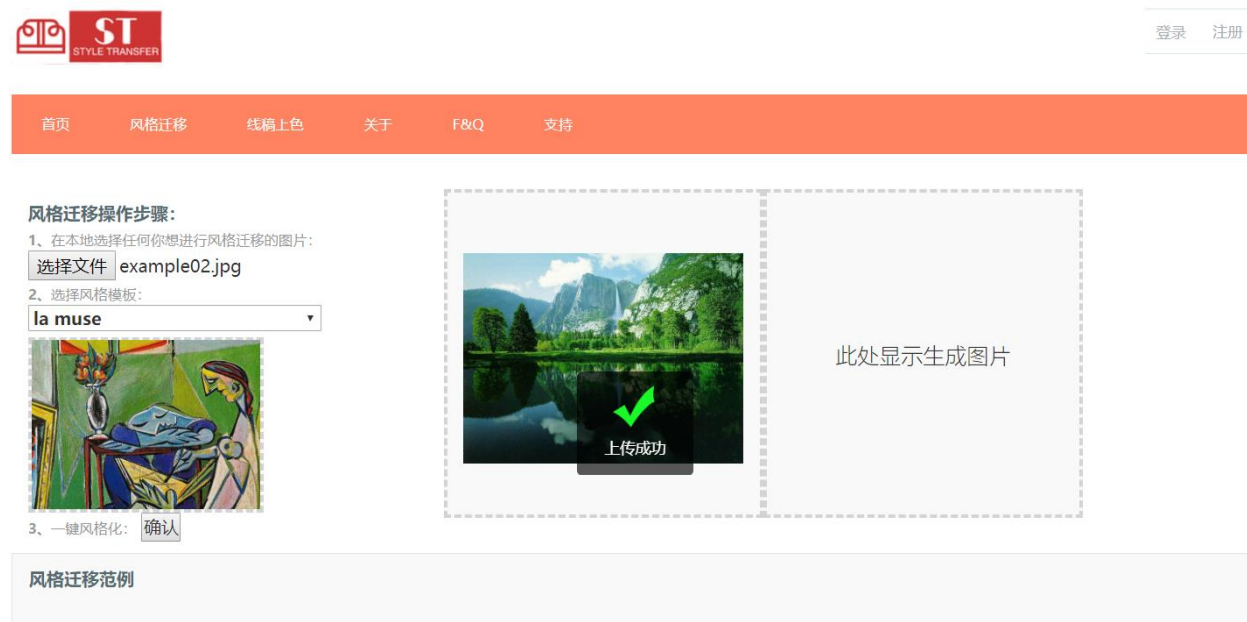 ST
STYLE TRANSFER
登录 注册
首页 风格迁移 线稿上色 关于 F&Q 支持
风格迁移操作步骤：
1、在本地选择任何你想进行风格迁移的图片：
选择文件 example02.jpg
2、选择风格模板：
la muse
3、一键风格化： 确认
上传成功
此处显示生成图片
风格迁移范例